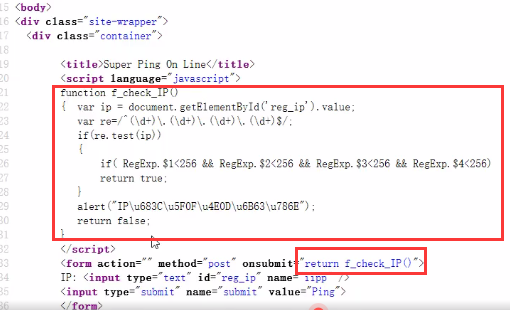 15 <body>
16 <div class="site-wrapper">
17 <div class="container">
18
19 <title>Super Ping On Line</title>
20 <script language="javascript">
21 function f_check_IP()
22 { var ip = document.getElementById('reg_ip').value;
23 var re=/^(\d+)\.(\d+)\.(\d+)\.(\d+)$/;
24 if(re.test(ip))
25 {
26 if( RegExp.$1<256 && RegExp.$2<256 && RegExp.$3<256 && RegExp.$4<256)
27 return true;
28 }
29 alert("IP\u683C\u5F0F\u4E0D\u6B63\u786E");
30 return false;
31 }
32 </script>
33 <form action="" method="post" onsubmit="return f_check_IP()">
34 IP: <input type="text" id="reg_ip" name="iipp" />
35 <input type="submit" name="submit" value="Ping">
36 </form>